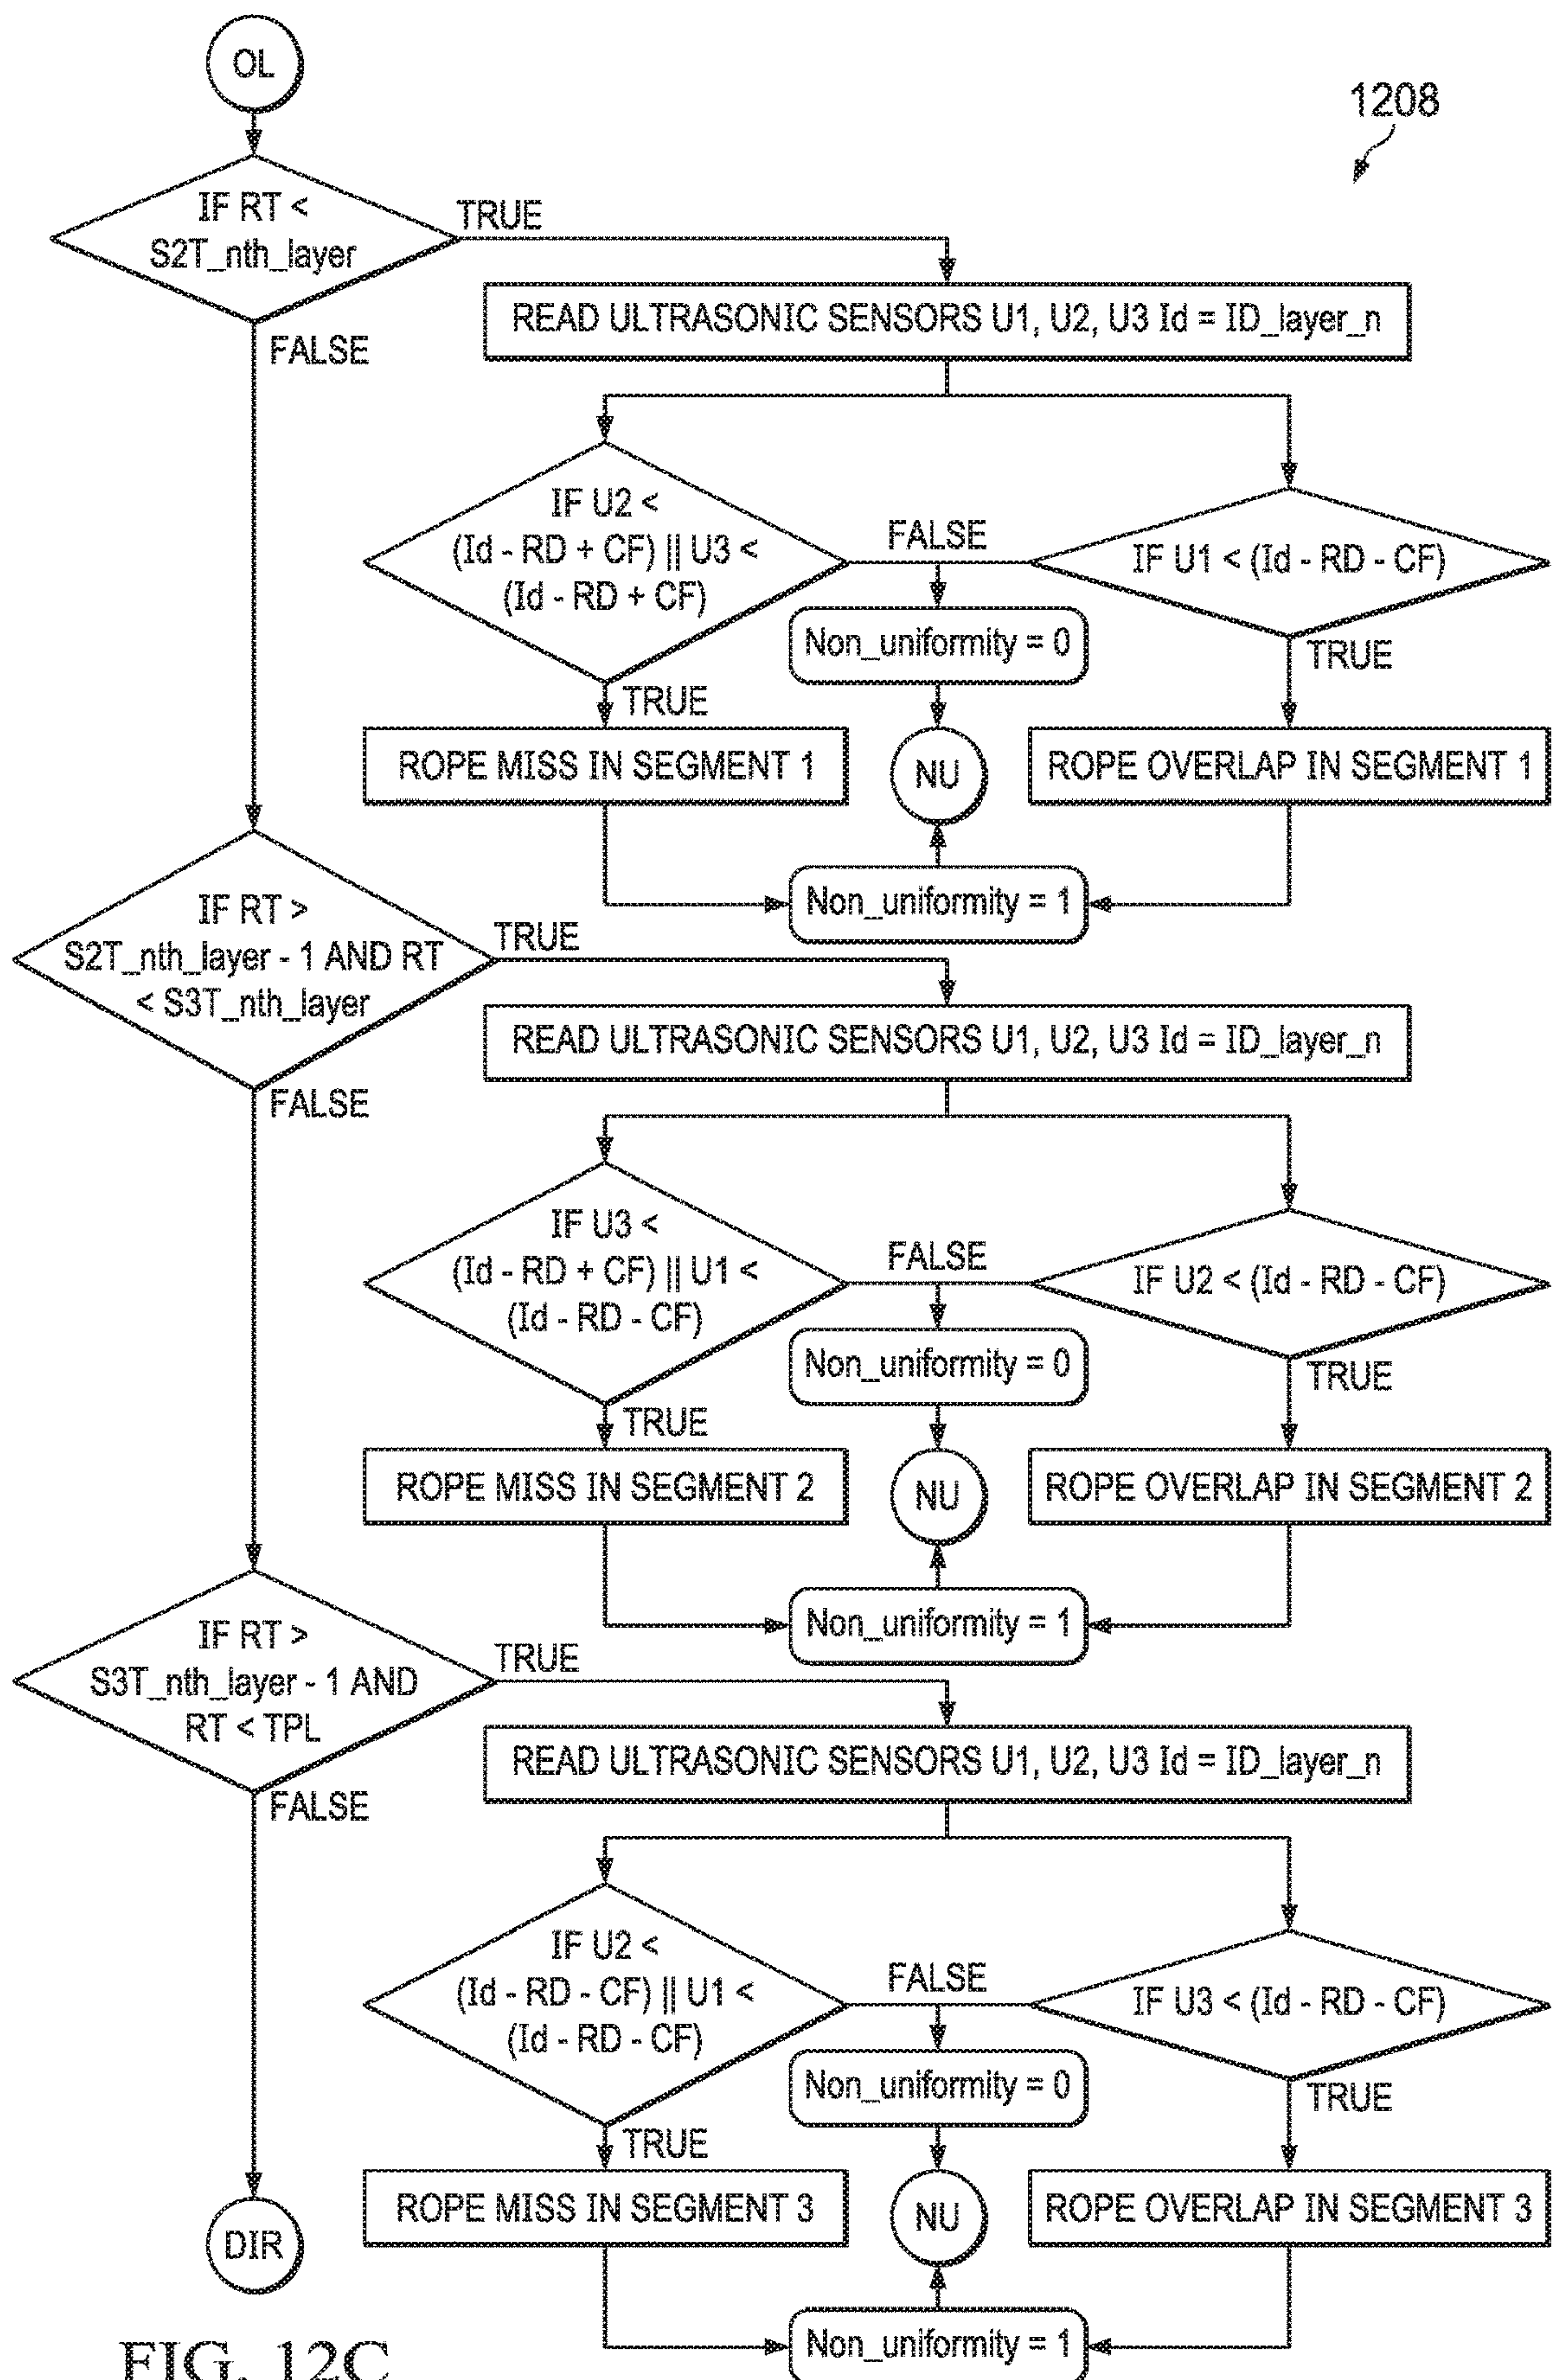 OL
1208
IF RT <
S2T_nth_layer
TRUE
FALSE
READ ULTRASONIC SENSORS U1, U2, U3 Id = ID_layer_n
IF U2 <
(Id - RD + CF) || U3 <
(Id - RD + CF)
FALSE
IF U1 < (Id - RD - CF)
Non_uniformity = 0
TRUE
TRUE
ROPE MISS IN SEGMENT 1
NU
ROPE OVERLAP IN SEGMENT 1
Non_uniformity = 1
IF RT >
S2T_nth_layer - 1 AND RT
< S3T_nth_layer
TRUE
FALSE
READ ULTRASONIC SENSORS U1, U2, U3 Id = ID_layer_n
IF U3 <
(Id - RD + CF) || U1 <
(Id - RD - CF)
FALSE
IF U2 < (Id - RD - CF)
Non_uniformity = 0
TRUE
TRUE
ROPE MISS IN SEGMENT 2
NU
ROPE OVERLAP IN SEGMENT 2
Non_uniformity = 1
IF RT >
S3T_nth_layer - 1 AND
RT < TPL
TRUE
FALSE
READ ULTRASONIC SENSORS U1, U2, U3 Id = ID_layer_n
IF U2 <
(Id - RD - CF) || U1 <
(Id - RD - CF)
FALSE
IF U3 < (Id - RD - CF)
Non_uniformity = 0
TRUE
TRUE
ROPE MISS IN SEGMENT 3
NU
ROPE OVERLAP IN SEGMENT 3
DIR
Non_uniformity = 1
FIG. 12C